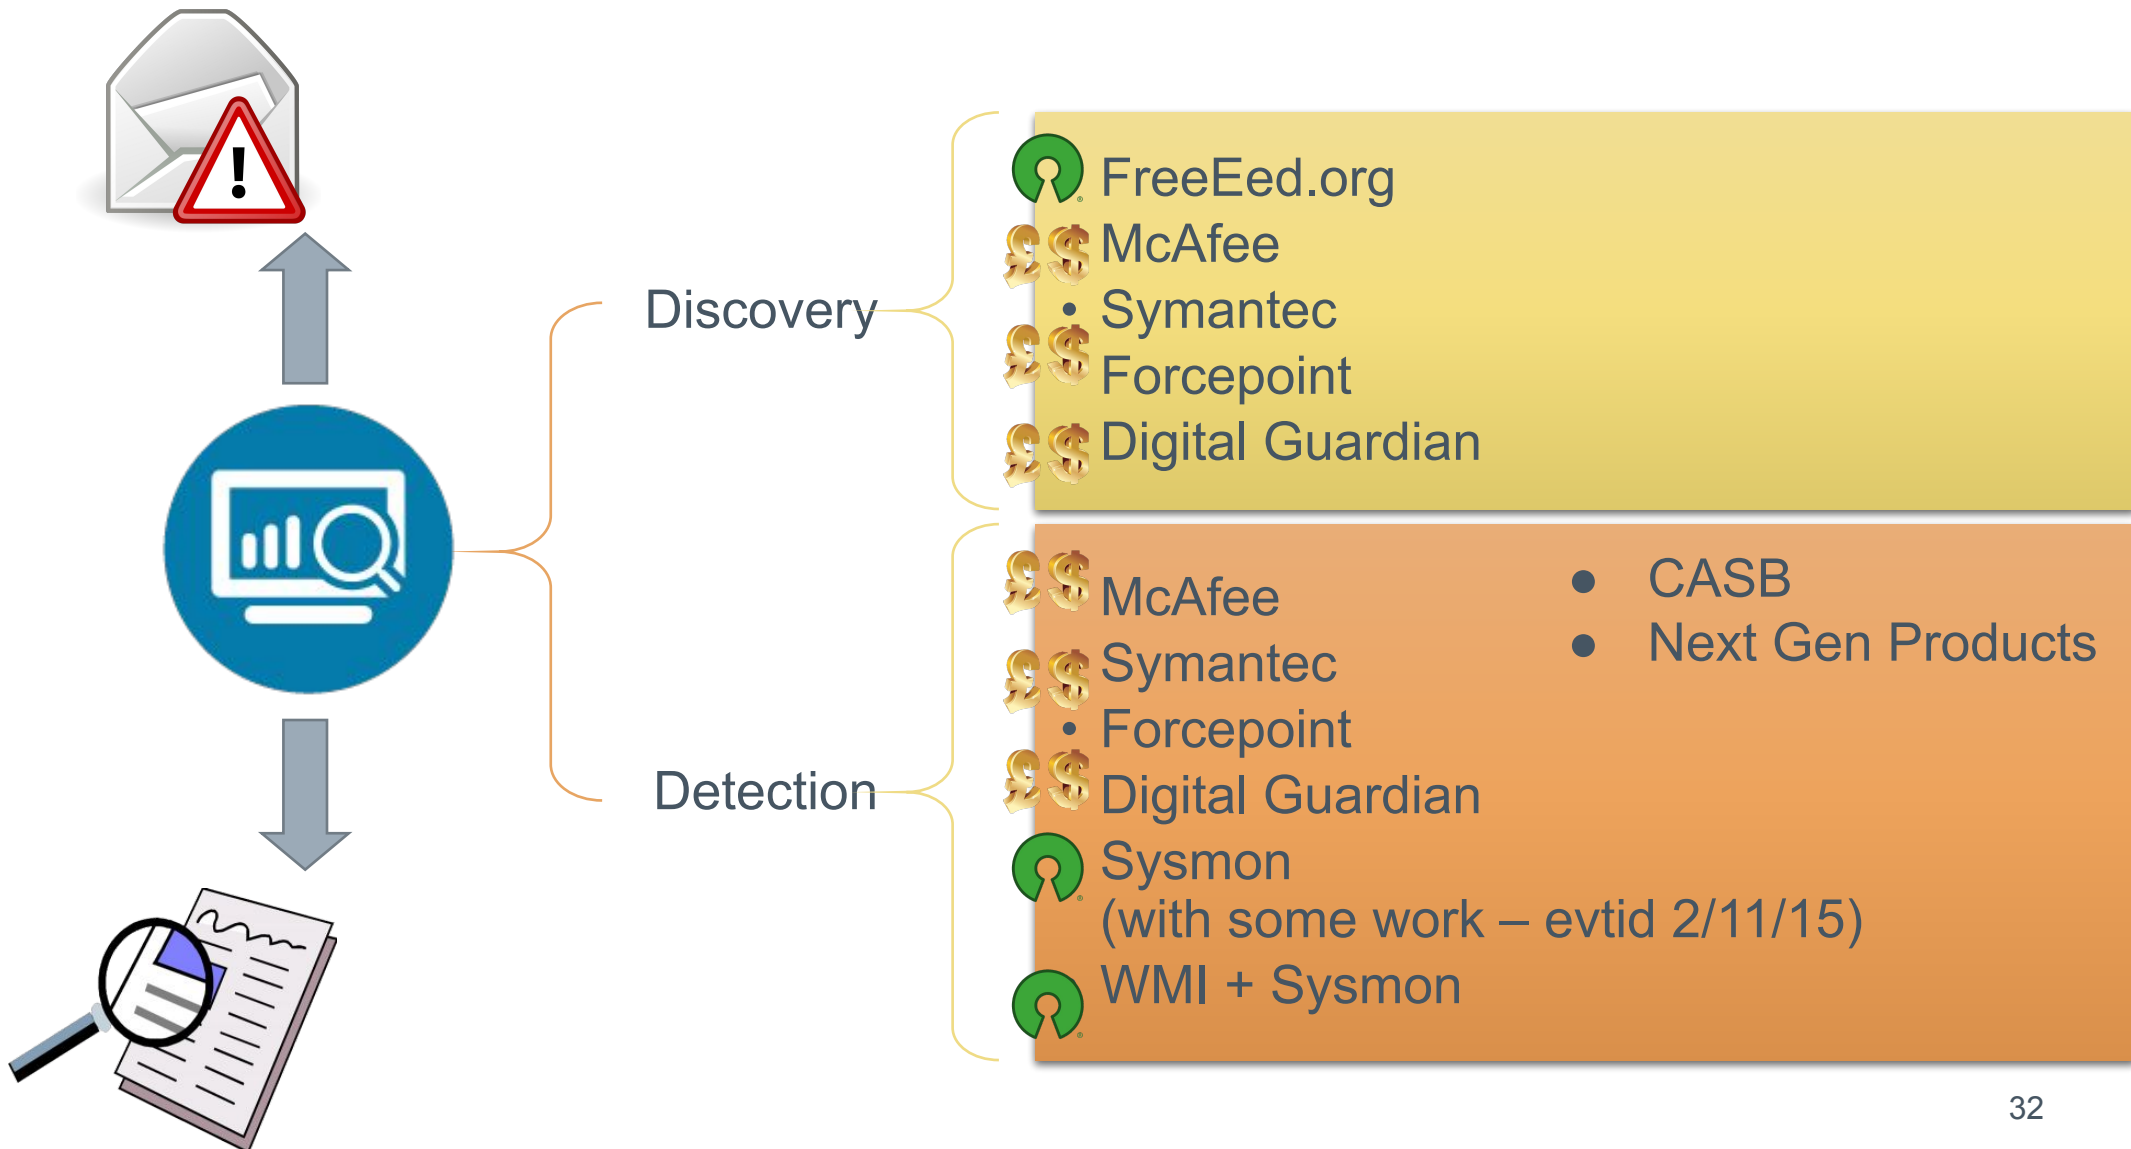 Discovery
FreeEed.org
McAfee
• Symantec
Forcepoint
Digital Guardian
Detection
McAfee
Symantec
• Forcepoint
Digital Guardian
Sysmon
(with some work – evtid 2/11/15)
WMI + Sysmon
● CASB
● Next Gen Products
32